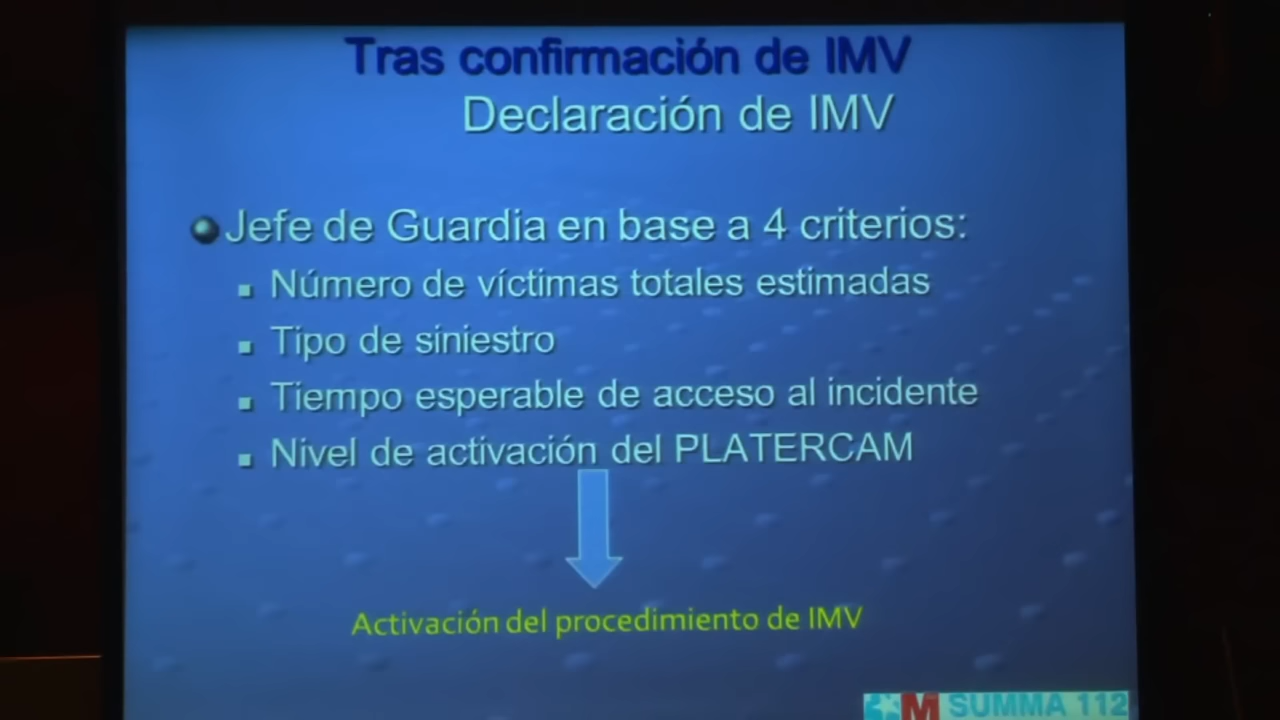 Tras confirmación de IMV
Declaración de IMV
Jefe de Guardia en base a 4 criterios:
Número de víctimas totales estimadas
Tipo de siniestro
Tiempo esperable de acceso al incidente
Nivel de activación del PLATERCAM
Activación del procedimiento de IMV
M SUMMA 112